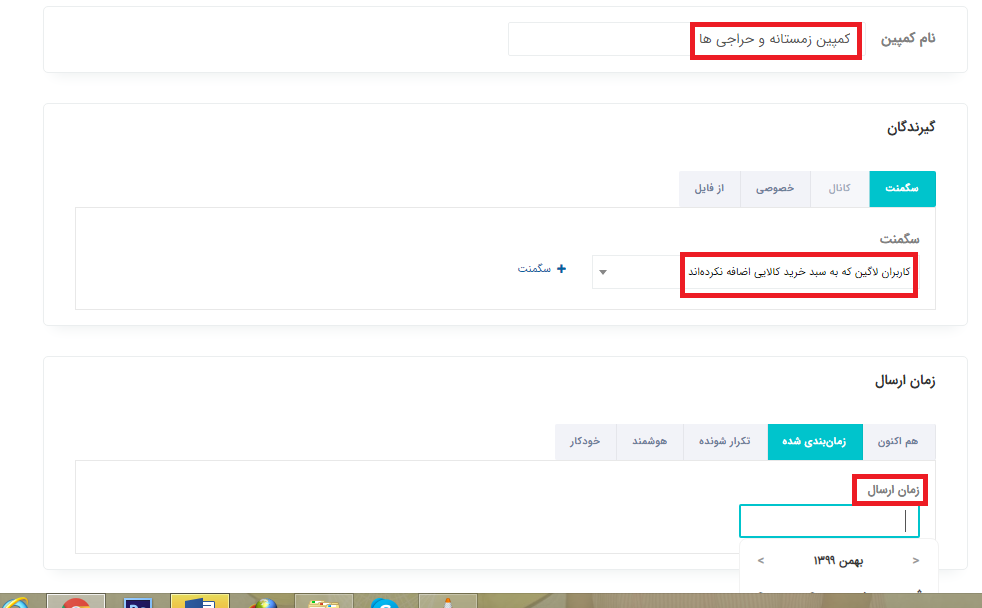 نام کمپین
کمپین زمستانه و حراجی ها
گیرندگان
سگمنت کانال خصوصی از فایل
سگمنت
کاربران لاگین که به سبد خرید کالایی اضافه نکرده‌اند
+ سگمنت
زمان ارسال
هم اکنون زمان‌بندی شده تکرار شونده هوشمند خودکار
زمان ارسال
بهمن ۱۳۹۹